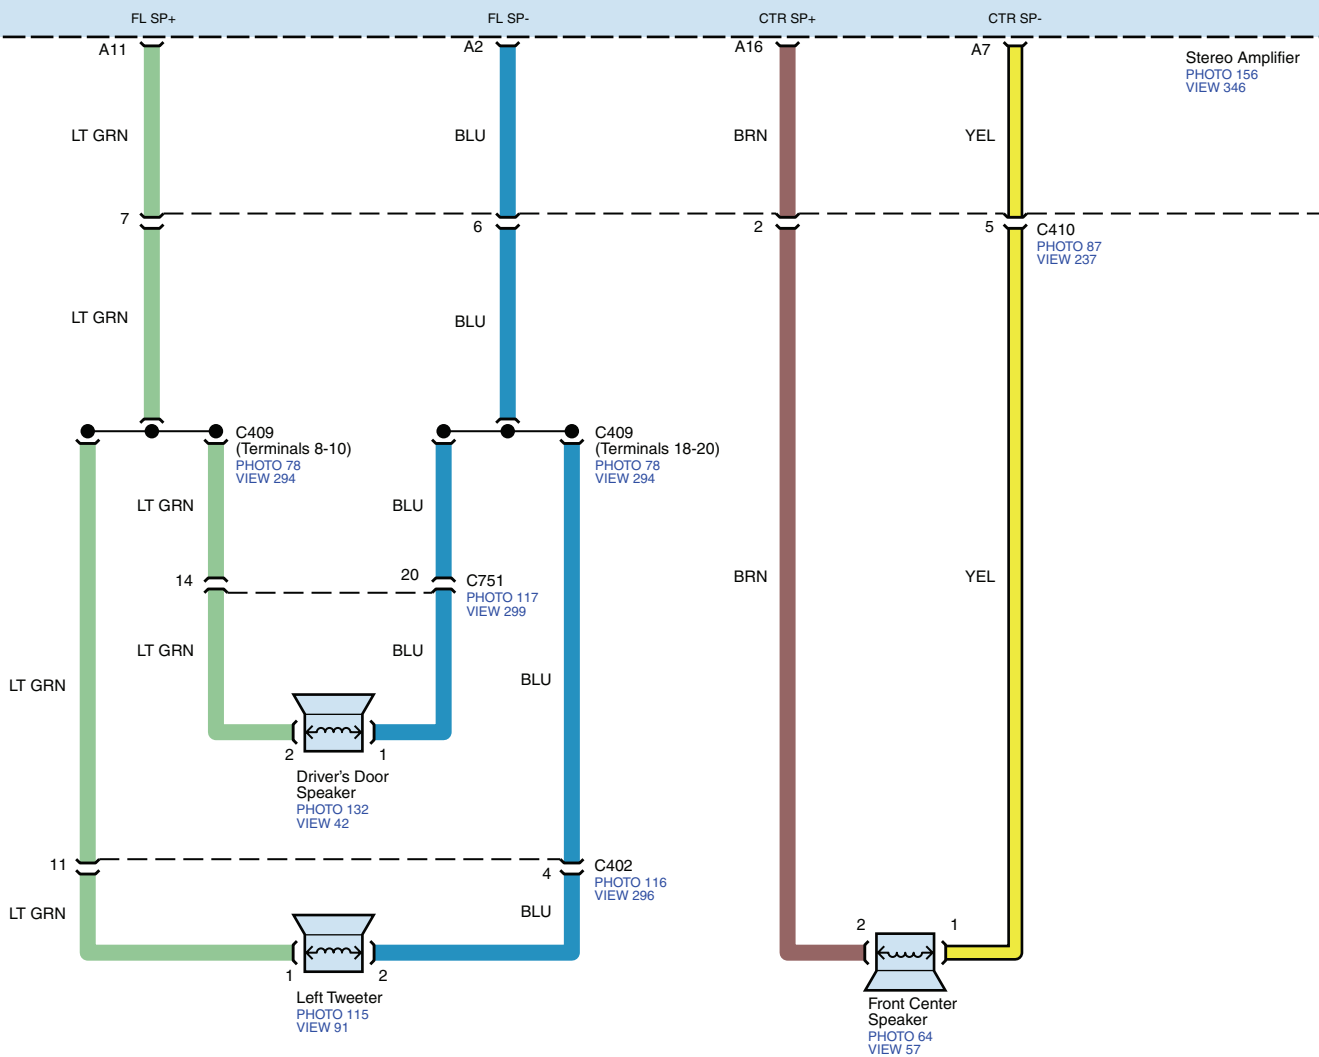 FL SP+
FL SP-
CTR SP+
CTR SP-
A11
A2
A16
A7
Stereo Amplifier
PHOTO 156
VIEW 346
LT GRN
BLU
BRN
YEL
7
6
2
5
C410
PHOTO 87
VIEW 237
LT GRN
BLU
C409
(Terminals 8-10)
PHOTO 78
VIEW 294
C409
(Terminals 18-20)
PHOTO 78
VIEW 294
LT GRN
BLU
14
20
C751
PHOTO 117
VIEW 299
BRN
YEL
LT GRN
BLU
LT GRN
BLU
2
1
Driver's Door
Speaker
PHOTO 132
VIEW 42
11
4
C402
PHOTO 116
VIEW 296
LT GRN
BLU
1
2
Left Tweeter
PHOTO 115
VIEW 91
2
1
Front Center
Speaker
PHOTO 64
VIEW 57